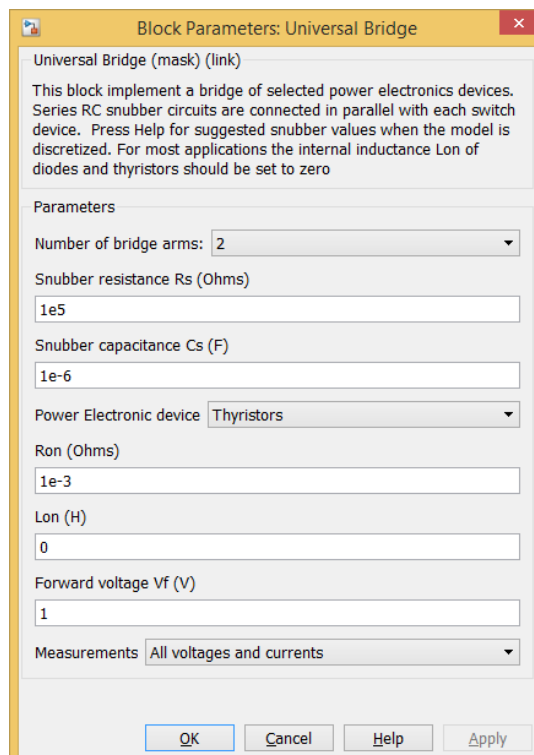 Block Parameters: Universal Bridge
Universal Bridge (mask) (link)
This block implement a bridge of selected power electronics devices.
Series RC snubber circuits are connected in parallel with each switch
device.  Press Help for suggested snubber values when the model is
discretized. For most applications the internal inductance Lon of
diodes and thyristors should be set to zero
Parameters
Number of bridge arms: 2
Snubber resistance Rs (Ohms)
1e5
Snubber capacitance Cs (F)
1e-6
Power Electronic device Thyristors
Ron (Ohms)
1e-3
Lon (H)
0
Forward voltage Vf (V)
1
Measurements All voltages and currents
OK Cancel Help Apply